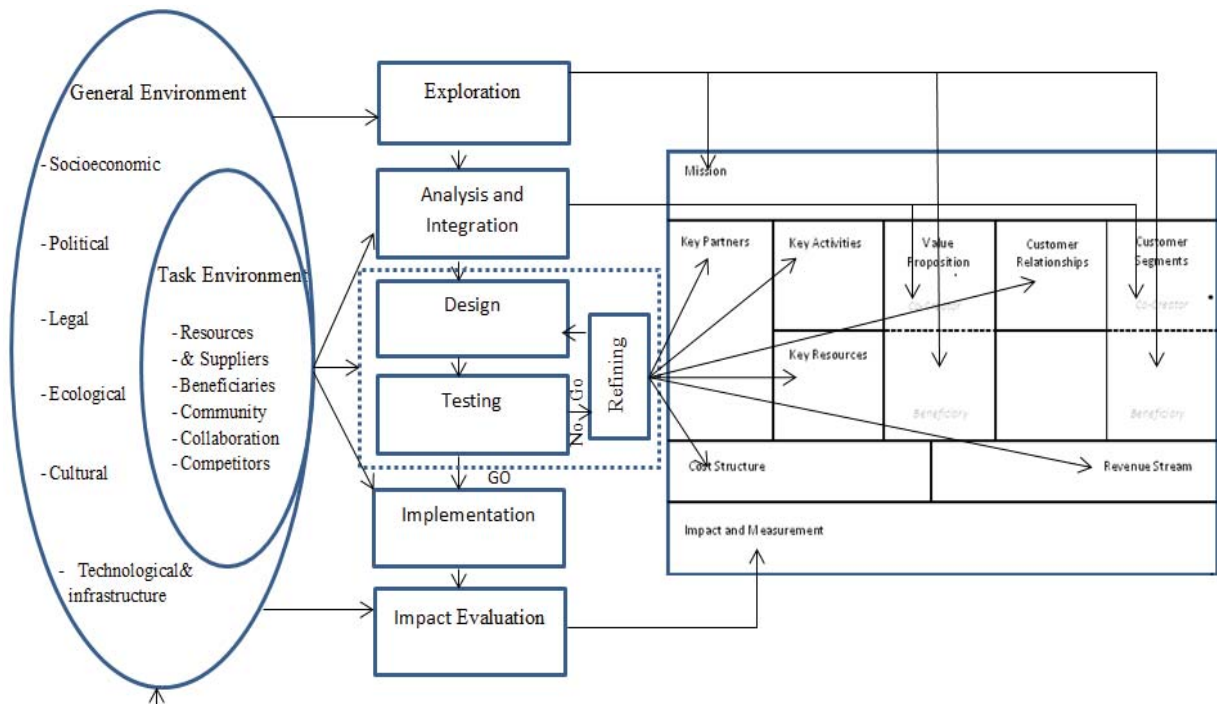 General Environment
- Socioeconomic
- Political
- Legal
- Ecological
- Cultural
- Technological&
infrastructure
Task Environment
- Resources
- & Suppliers
- Beneficiaries
- Community
- Collaboration
- Competitors
Exploration
Analysis and
Integration
Design
Testing
Refining
No Go
GO
Implementation
Impact Evaluation
Mission
Key Partners
Key Activities
Value
Proposition
Co-Creator
Customer
Relationships
Customer
Segments
Co-Creator
Key Resources
Beneficiary
Beneficiary
Cost Structure
Revenue Stream
Impact and Measurement